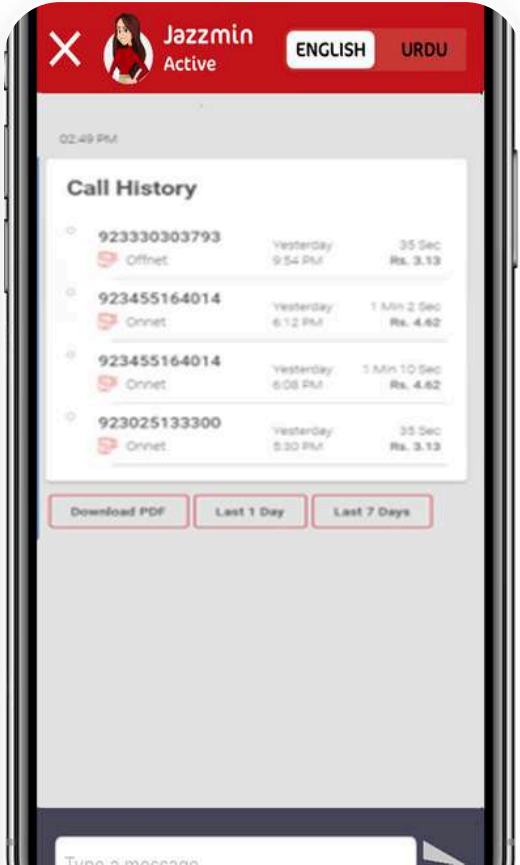 Jazzmin
Active
ENGLISH
URDU
02:49 PM
Call History
923330303793
Yesterday
35 Sec
Offnet
9:54 PM
Rs. 3.13
923455164014
Yesterday
1 Min 2 Sec
Onnet
6:12 PM
Rs. 4.62
923455164014
Yesterday
1 Min 10 Sec
Onnet
6:08 PM
Rs. 4.62
923025133300
Yesterday
35 Sec
Onnet
5:30 PM
Rs. 3.13
Download PDF
Last 1 Day
Last 7 Days
Type a message